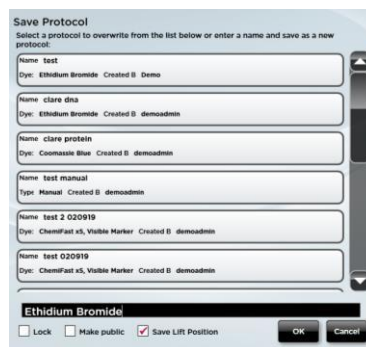 Save Protocol
Select a protocol to overwrite from the list below or enter a name and save as a new
protocol:
Name test
Dye: Ethidium Bromide Created B Demo
Name clare dna
Dye: Ethidium Bromide Created B demoadmin
Name clare protein
Dye: Coomassie Blue Created B demoadmin
Name test manual
Type Manual Created B demoadmin
Name test 2 020919
Dye: ChemiFast x5, Visible Marker Created B demoadmin
Name test 020919
Dye: ChemiFast x5, Visible Marker Created B demoadmin
Ethidium Bromide
Lock Make public Save Lift Position OK Cancel